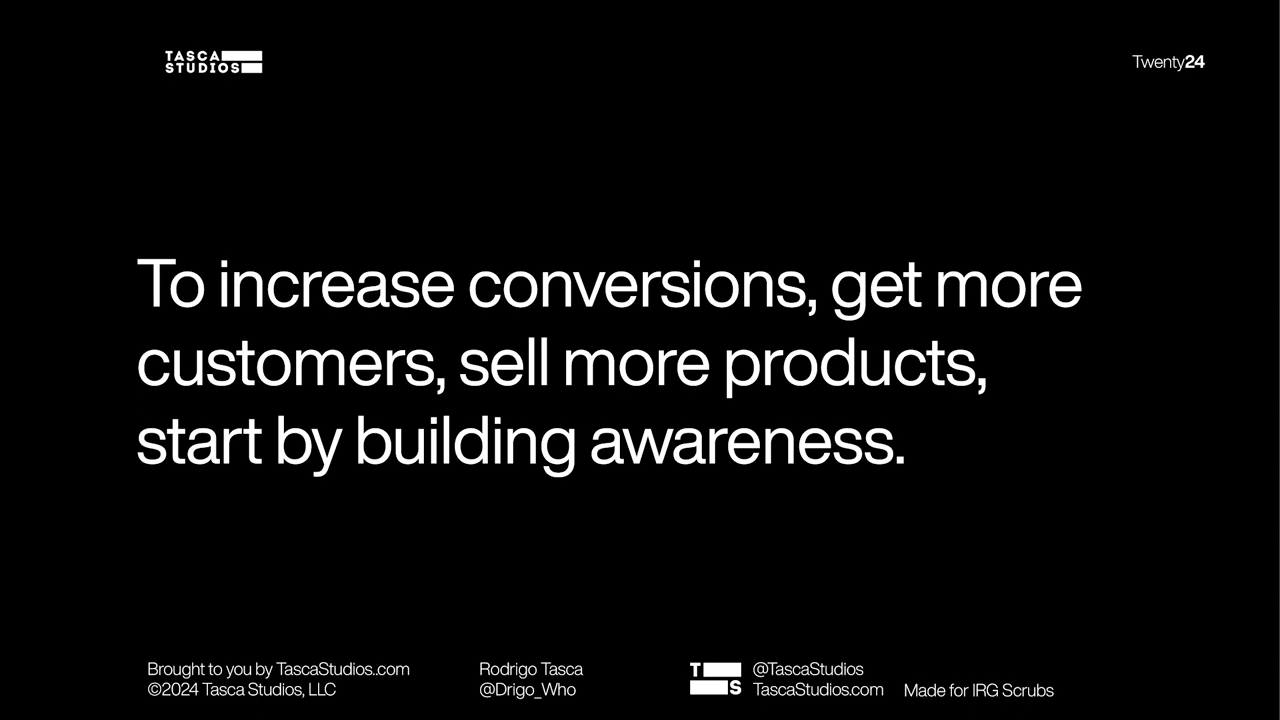 TASCA
STUDIOS
Twenty24
To increase conversions, get more
customers, sell more products,
start by building awareness.
Brought to you by TascaStudios..com
©2024 Tasca Studios, LLC
Rodrigo Tasca
@Drigo_Who
T
S
@TascaStudios
TascaStudios.com
Made for IRG Scrubs